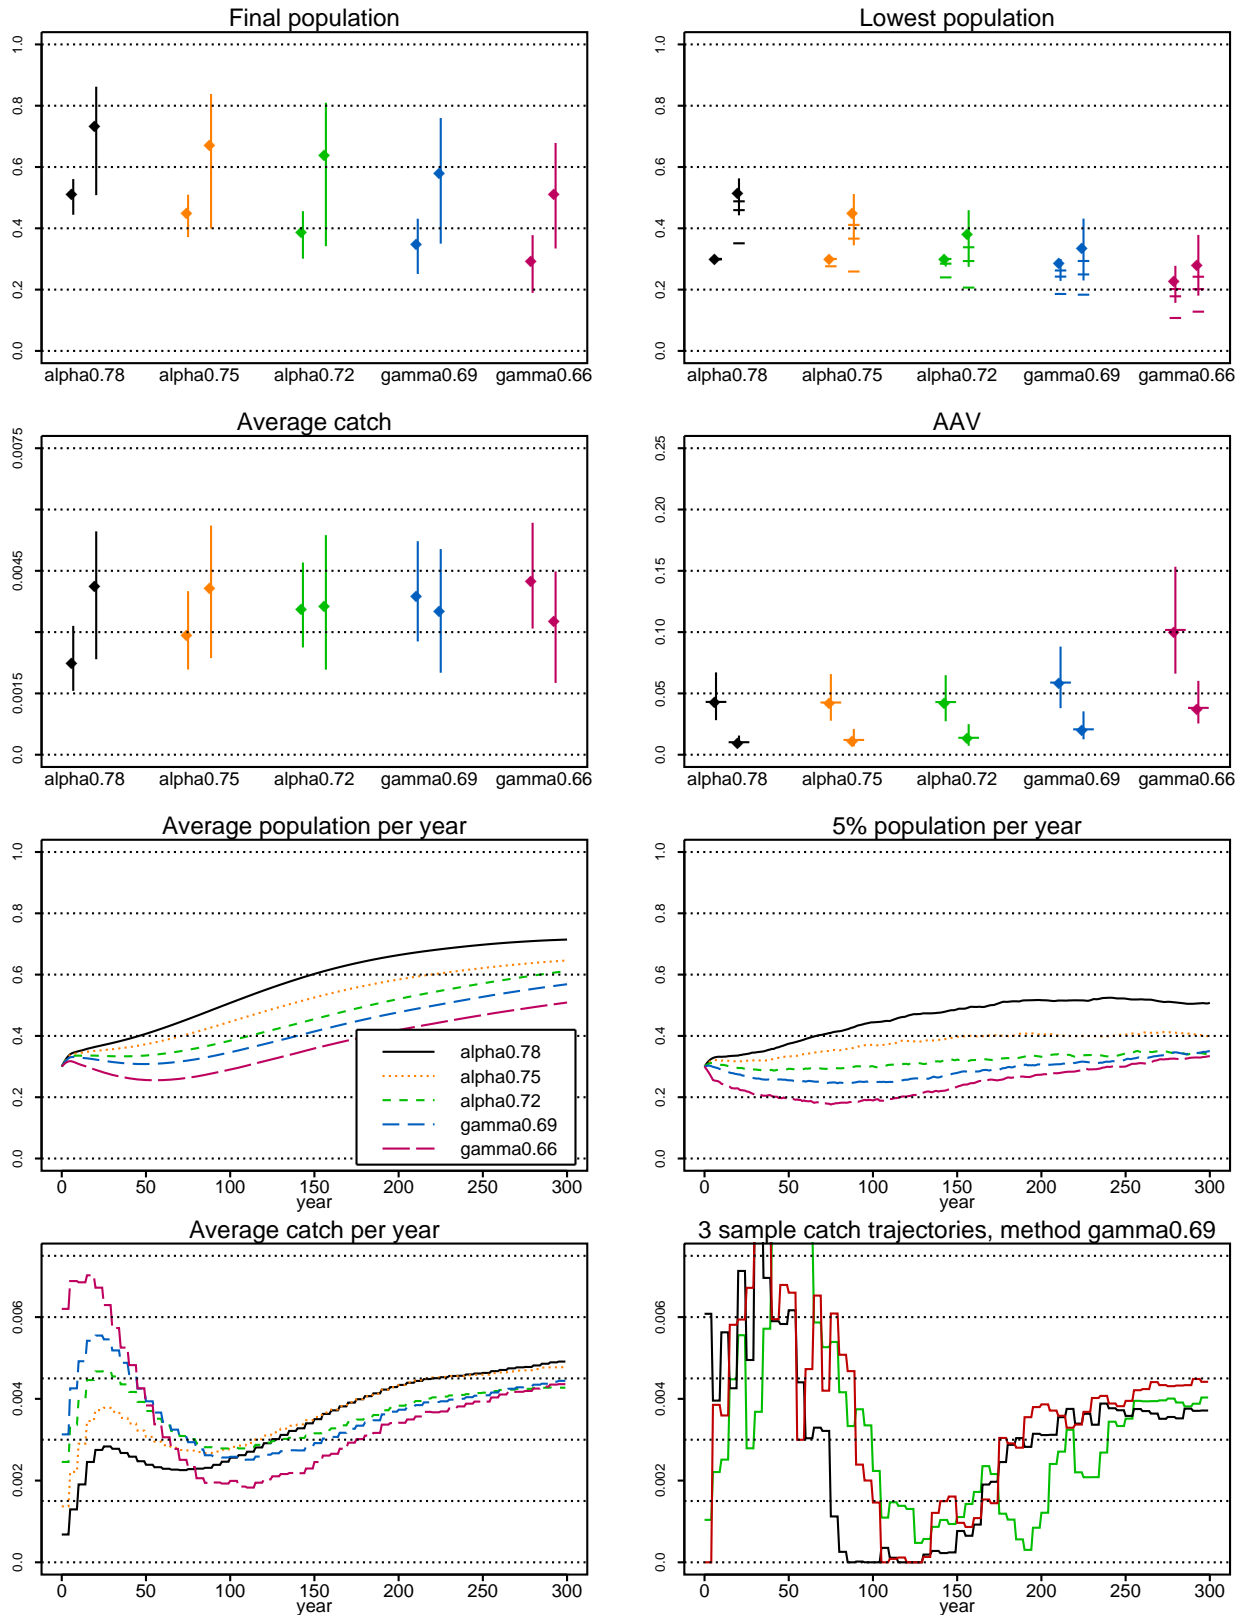 Final population
1.0
0.8
0.6
0.4
0.2
0.0
alpha0.78 alpha0.75 alpha0.72 gamma0.69 gamma0.66
Lowest population
1.0
0.8
0.6
0.4
0.2
0.0
alpha0.78 alpha0.75 alpha0.72 gamma0.69 gamma0.66
Average catch
0.0075
0.0045
0.0015
0.0
alpha0.78 alpha0.75 alpha0.72 gamma0.69 gamma0.66
AAV
0.25
0.20
0.15
0.10
0.05
0.0
alpha0.78 alpha0.75 alpha0.72 gamma0.69 gamma0.66
Average population per year
1.0
0.8
0.6
0.4
0.2
0.0
alpha0.78
alpha0.75
alpha0.72
gamma0.69
gamma0.66
0 50 100 150 200 250 300
year
5% population per year
1.0
0.8
0.6
0.4
0.2
0.0
0 50 100 150 200 250 300
year
Average catch per year
0.006
0.004
0.002
0.0
0 50 100 150 200 250 300
year
3 sample catch trajectories, method gamma0.69
0.006
0.004
0.002
0.0
0 50 100 150 200 250 300
year